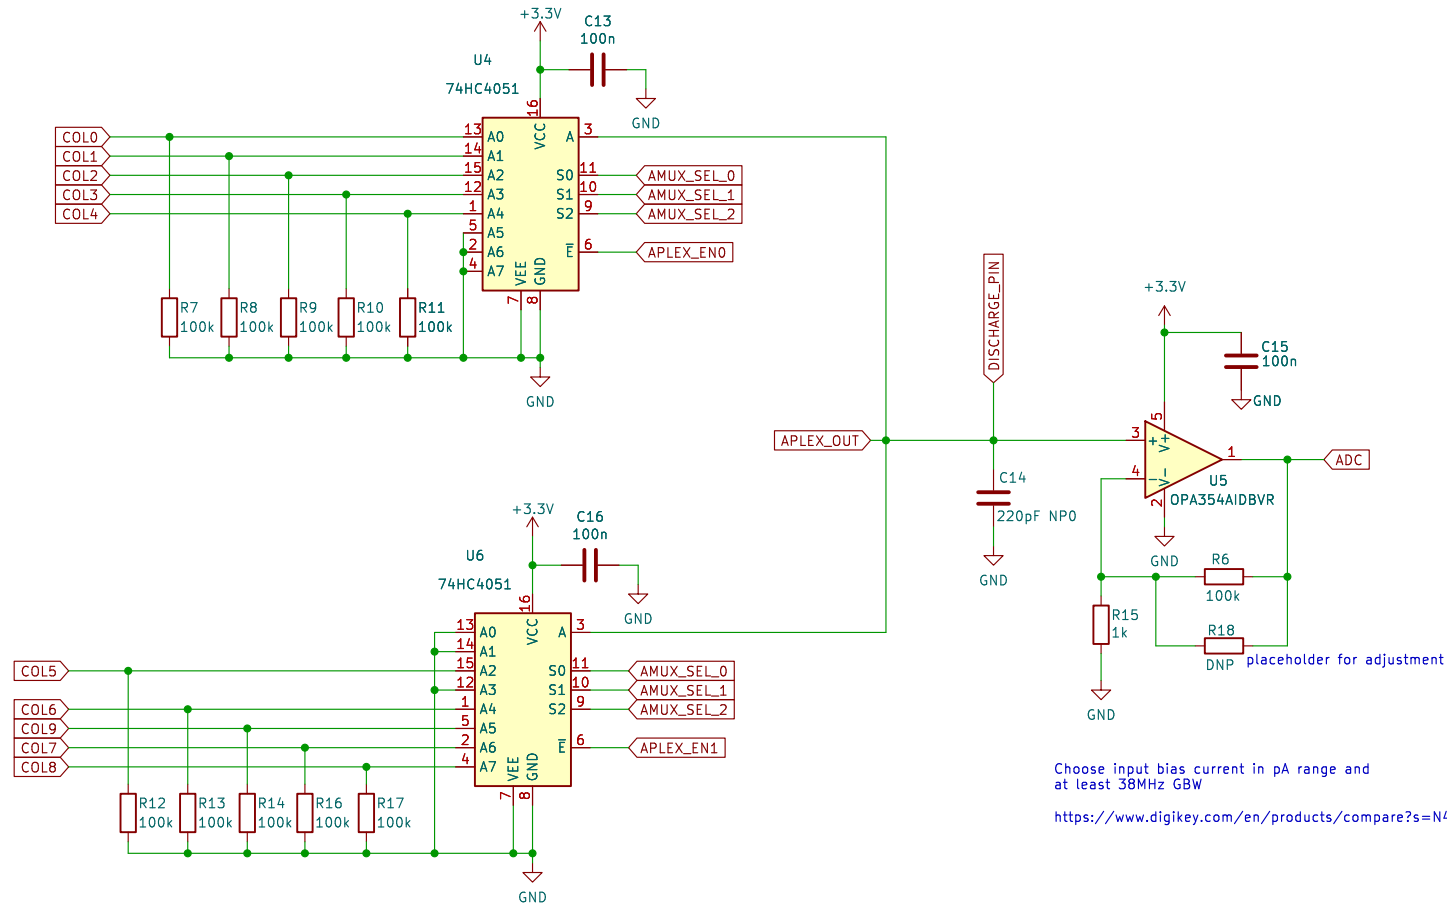 +3.3V
C13
100n
GND
U4
74HC4051
16
VCC
COL0
COL1
COL2
COL3
COL4
13 A0
14 A1
15 A2
12 A3
1 A4
5 A5
2 A6
4 A7
A 3
S0 11
S1 10
S2 9
E 6
AMUX_SEL_0
AMUX_SEL_1
AMUX_SEL_2
APLEX_EN0
VEE
GND
7
8
R7
100k
R8
100k
R9
100k
R10
100k
R11
100k
GND
DISCHARGE_PIN
APLEX_OUT
C14
220pF NP0
GND
+3.3V
C15
100n
GND
5
V+
3 +
4 -
V-
2
1
U5
OPA354AIDBVR
GND
ADC
R6
100k
R15
1k
R18
DNP
placeholder for adjustment
GND
+3.3V
C16
100n
GND
U6
74HC4051
16
VCC
COL5
COL6
COL9
COL7
COL8
13 A0
14 A1
15 A2
12 A3
1 A4
5 A5
2 A6
4 A7
A 3
S0 11
S1 10
S2 9
E 6
AMUX_SEL_0
AMUX_SEL_1
AMUX_SEL_2
APLEX_EN1
VEE
GND
7
8
R12
100k
R13
100k
R14
100k
R16
100k
R17
100k
GND
Choose input bias current in pA range and
at least 38MHz GBW
https://www.digikey.com/en/products/compare?s=N4